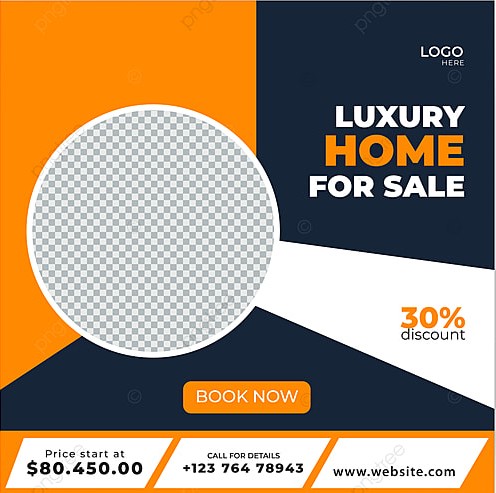 LOGO
HERE
LUXURY
HOME
FOR SALE
30%
discount
BOOK NOW
Price start at
$80.450.00
CALL FOR DETAILS
+123 764 78943
www.website.com
pngtree